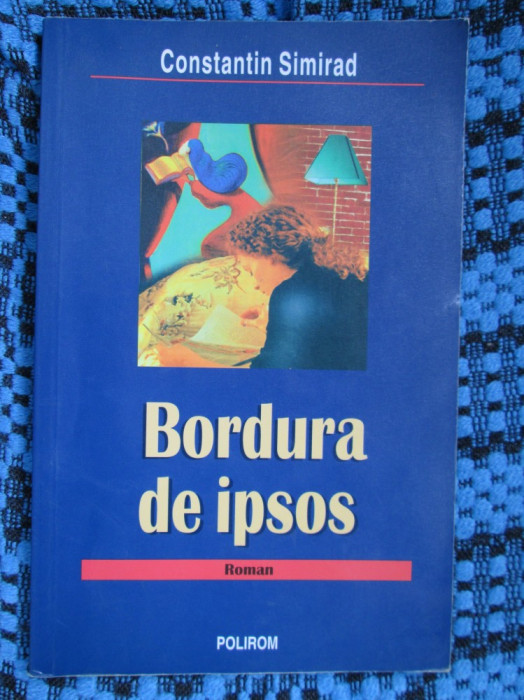 Constantin Simirad
Bordura
de ipsos
Roman
POLIROM